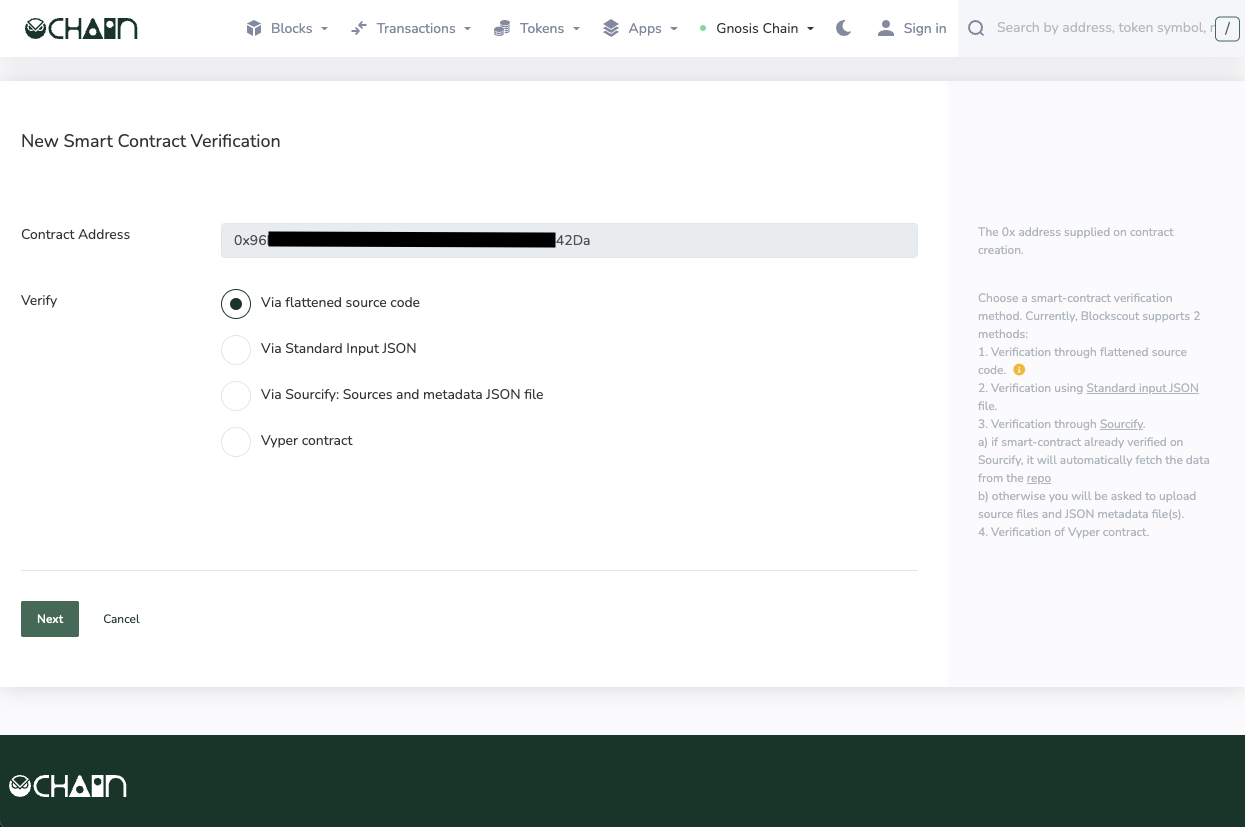 CHAIN
Blocks Transactions Tokens Apps Gnosis Chain Sign in Search by address, token symbol, /
New Smart Contract Verification
Contract Address
0x96 42Da
The 0x address supplied on contract
creation.
Verify
Via flattened source code
Via Standard Input JSON
Via Sourcify: Sources and metadata JSON file
Vyper contract
Choose a smart-contract verification
method. Currently, Blockscout supports 2
methods:
1. Verification through flattened source
code.
2. Verification using Standard input JSON
file.
3. Verification through Sourcify.
a) if smart-contract already verified on
Sourcify, it will automatically fetch the data
from the repo
b) otherwise you will be asked to upload
source files and JSON metadata file(s).
4. Verification of Vyper contract.
Next Cancel
CHAIN